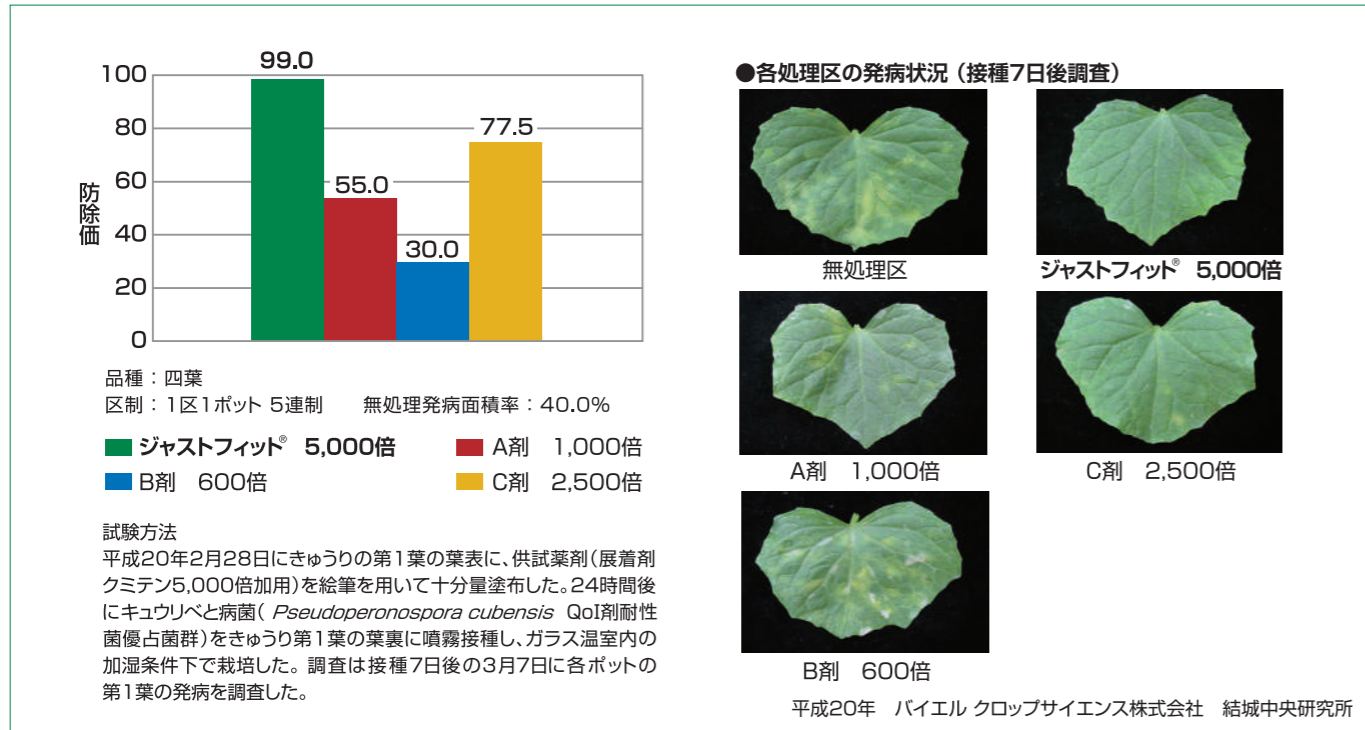 99.0
100
80
60
40
20
0
防除価
55.0
30.0
77.5
品種：四葉
区制：1区1ポット 5連制　無処理発病面積率：40.0%
ジャストフィット® 5,000倍
A剤　1,000倍
B剤　600倍
C剤　2,500倍
試験方法
平成20年2月28日にきゅうりの第1葉の葉表に、供試薬剤(展着剤
クミテン5,000倍加用)を絵筆を用いて十分量塗布した。24時間後
にキュウリべと病菌( Pseudoperonospora cubensis QoI剤耐性
菌優占菌群)をきゅうり第1葉の葉裏に噴霧接種し、ガラス温室内の
加湿条件下で栽培した。調査は接種7日後の3月7日に各ポットの
第1葉の発病を調査した。
●各処理区の発病状況（接種7日後調査）
無処理区
ジャストフィット® 5,000倍
A剤　1,000倍
C剤　2,500倍
B剤　600倍
平成20年　バイエル クロップサイエンス株式会社　結城中央研究所